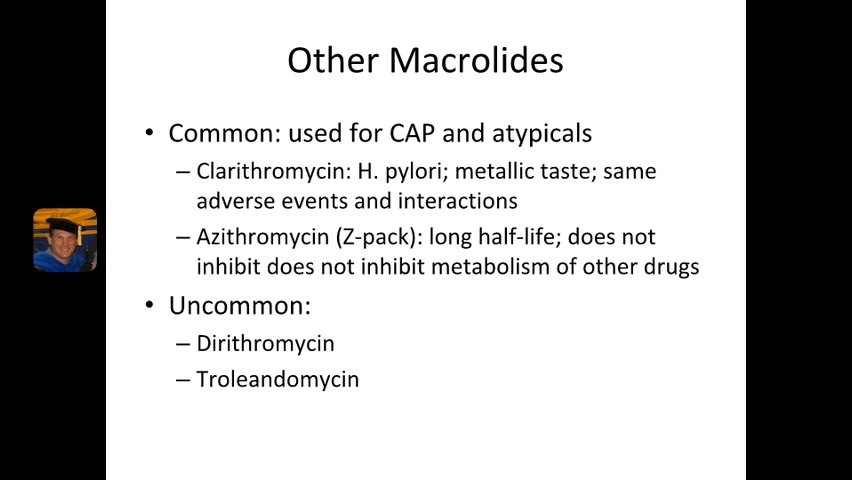 Other Macrolides
• Common: used for CAP and atypicals
– Clarithromycin: H. pylori; metallic taste; same
adverse events and interactions
– Azithromycin (Z-pack): long half-life; does not
inhibit does not inhibit metabolism of other drugs
• Uncommon:
– Dirithromycin
– Troleandomycin